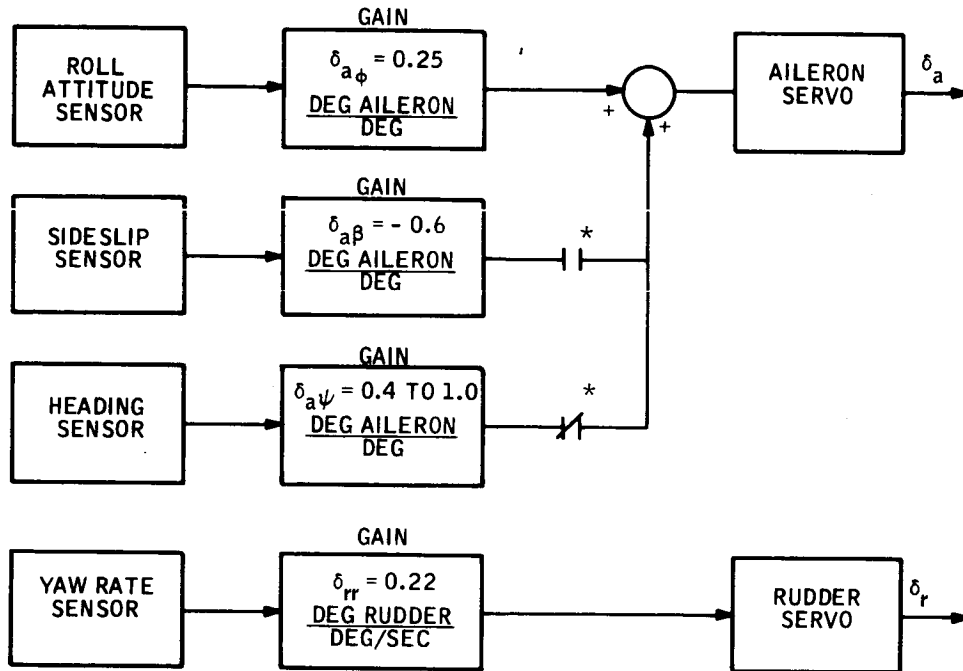 GAIN
ROLL
ATTITUDE
SENSOR
δaϕ = 0.25
DEG AILERON
DEG
+
+
AILERON
SERVO
δa
GAIN
SIDESLIP
SENSOR
δaβ = - 0.6
DEG AILERON
DEG
*
GAIN
HEADING
SENSOR
δaψ = 0.4 TO 1.0
DEG AILERON
DEG
*
GAIN
YAW RATE
SENSOR
δrr = 0.22
DEG RUDDER
DEG/SEC
RUDDER
SERVO
δr